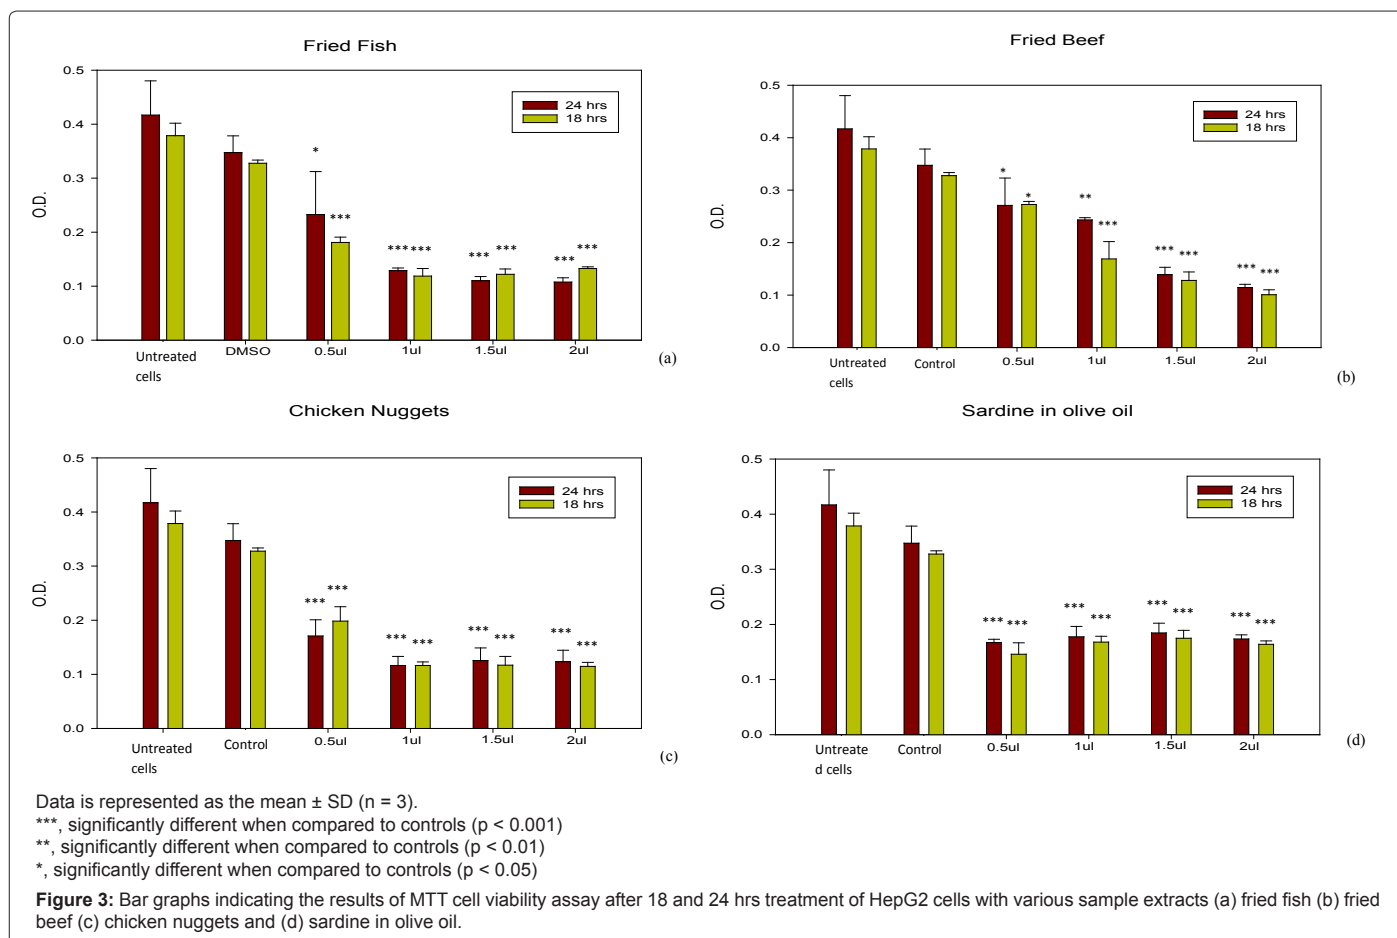 Fried Fish
0.5
0.4
0.3
0.2
0.1
0.0
O.D.
24 hrs
18 hrs
*
***
*** ***
*** ***
*** ***
Untreated cells
DMSO
0.5ul
1ul
1.5ul
2ul
(a)
Fried Beef
0.5
0.4
0.3
0.2
0.1
0.0
O.D.
24 hrs
18 hrs
* *
** ***
*** ***
*** ***
Untreated cells
Control
0.5ul
1ul
1.5ul
2ul
(b)
Chicken Nuggets
0.5
0.4
0.3
0.2
0.1
0.0
O.D.
24 hrs
18 hrs
*** ***
*** ***
*** ***
*** ***
Untreated cells
Control
0.5ul
1ul
1.5ul
2ul
(c)
Sardine in olive oil
0.5
0.4
0.3
0.2
0.1
0.0
O.D.
24 hrs
18 hrs
*** ***
*** ***
*** ***
*** ***
Untreate
d cells
Control
0.5ul
1ul
1.5ul
2ul
(d)
Data is represented as the mean ± SD (n = 3).
***, significantly different when compared to controls (p < 0.001)
**, significantly different when compared to controls (p < 0.01)
*, significantly different when compared to controls (p < 0.05)
Figure 3: Bar graphs indicating the results of MTT cell viability assay after 18 and 24 hrs treatment of HepG2 cells with various sample extracts (a) fried fish (b) fried
beef (c) chicken nuggets and (d) sardine in olive oil.